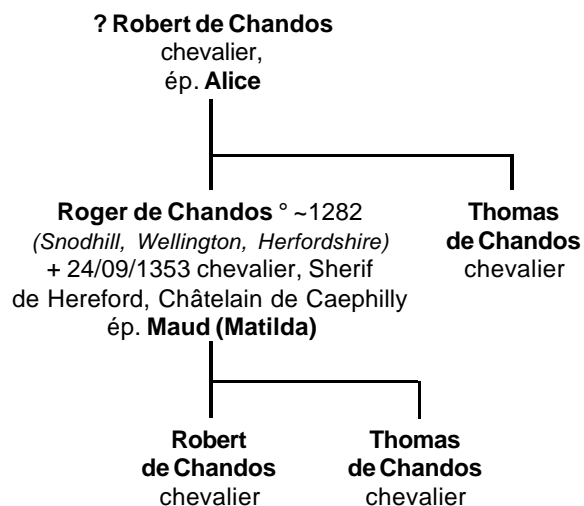 ? Robert de Chandos
chevalier,
ép. Alice
Roger de Chandos ° ~1282
(Snodhill, Wellington, Herfordshire)
+ 24/09/1353 chevalier, Sherif
de Hereford, Châtelain de Caephilly
ép. Maud (Matilda)
Thomas
de Chandos
chevalier
Robert
de Chandos
chevalier
Thomas
de Chandos
chevalier